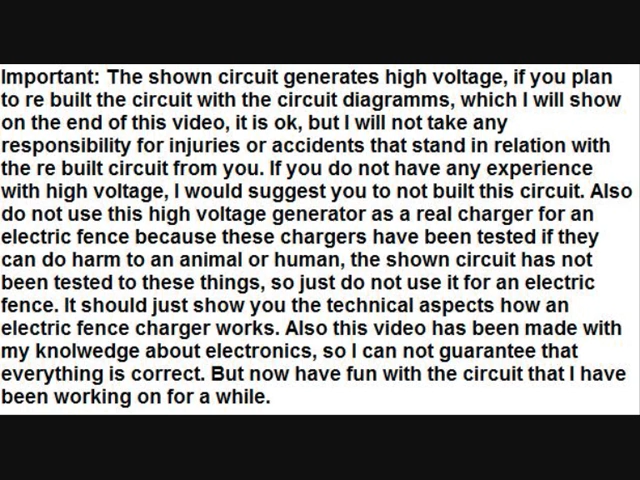 Important: The shown circuit generates high voltage, if you plan
to re built the circuit with the circuit diagramms, which I will show
on the end of this video, it is ok, but I will not take any
responsibility for injuries or accidents that stand in relation with
the re built circuit from you. If you do not have any experience
with high voltage, I would suggest you to not built this circuit. Also
do not use this high voltage generator as a real charger for an
electric fence because these chargers have been tested if they
can do harm to an animal or human, the shown circuit has not
been tested to these things, so just do not use it for an electric
fence. It should just show you the technical aspects how an
electric fence charger works. Also this video has been made with
my knolwedge about electronics, so I can not guarantee that
everything is correct. But now have fun with the circuit that I have
been working on for a while.